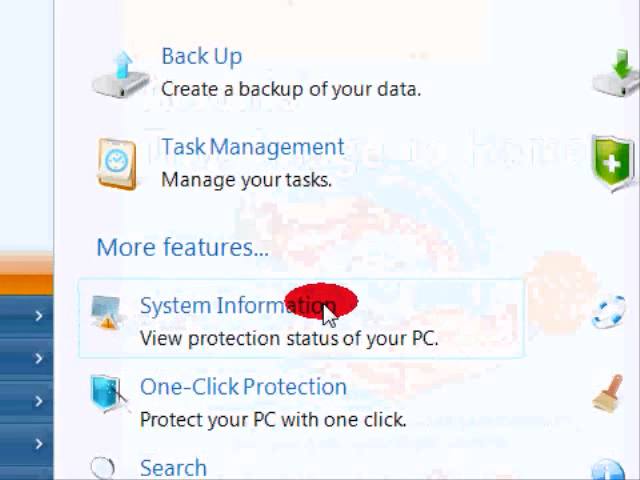 Back Up
Create a backup of your data.
Task Management
Manage your tasks.
More features...
System Information
View protection status of your PC.
One-Click Protection
Protect your PC with one click.
Search